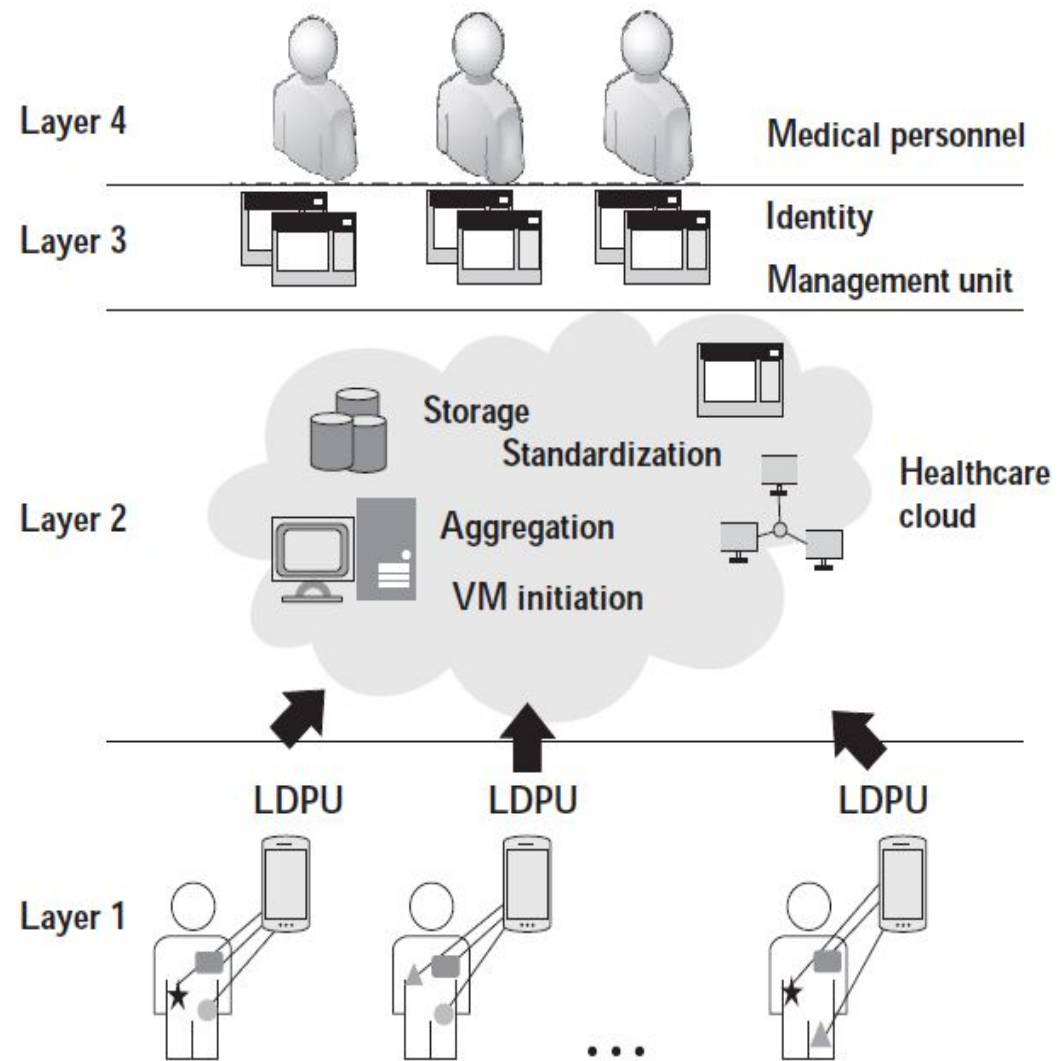 Layer 4
Medical personnel
Layer 3
Identity
Management unit
Layer 2
Storage
Standardization
Aggregation
VM initiation
Healthcare
cloud
LDPU
LDPU
LDPU
Layer 1
...